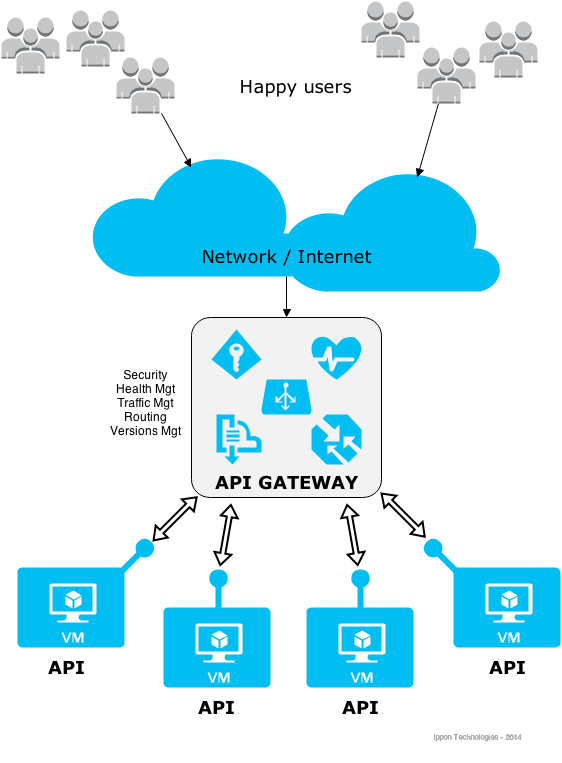 Happy users
Network / Internet
Security
Health Mgt
Traffic Mgt
Routing
Versions Mgt
API GATEWAY
VM
VM
VM
VM
API
API
API
API
Ippon Technologies - 2014